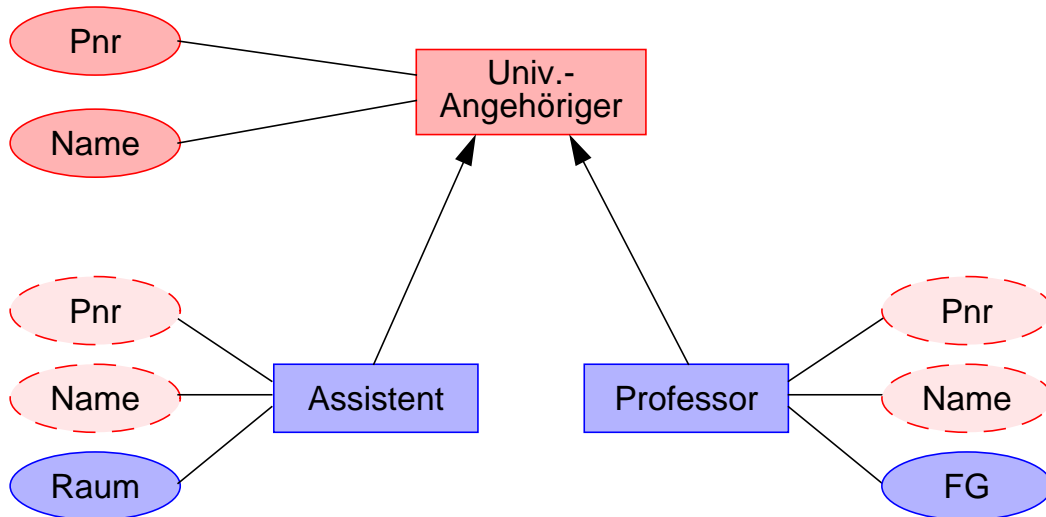 Pnr
Univ.-
Angehöriger
Name
Pnr
Pnr
Name
Assistent
Professor
Name
Raum
FG